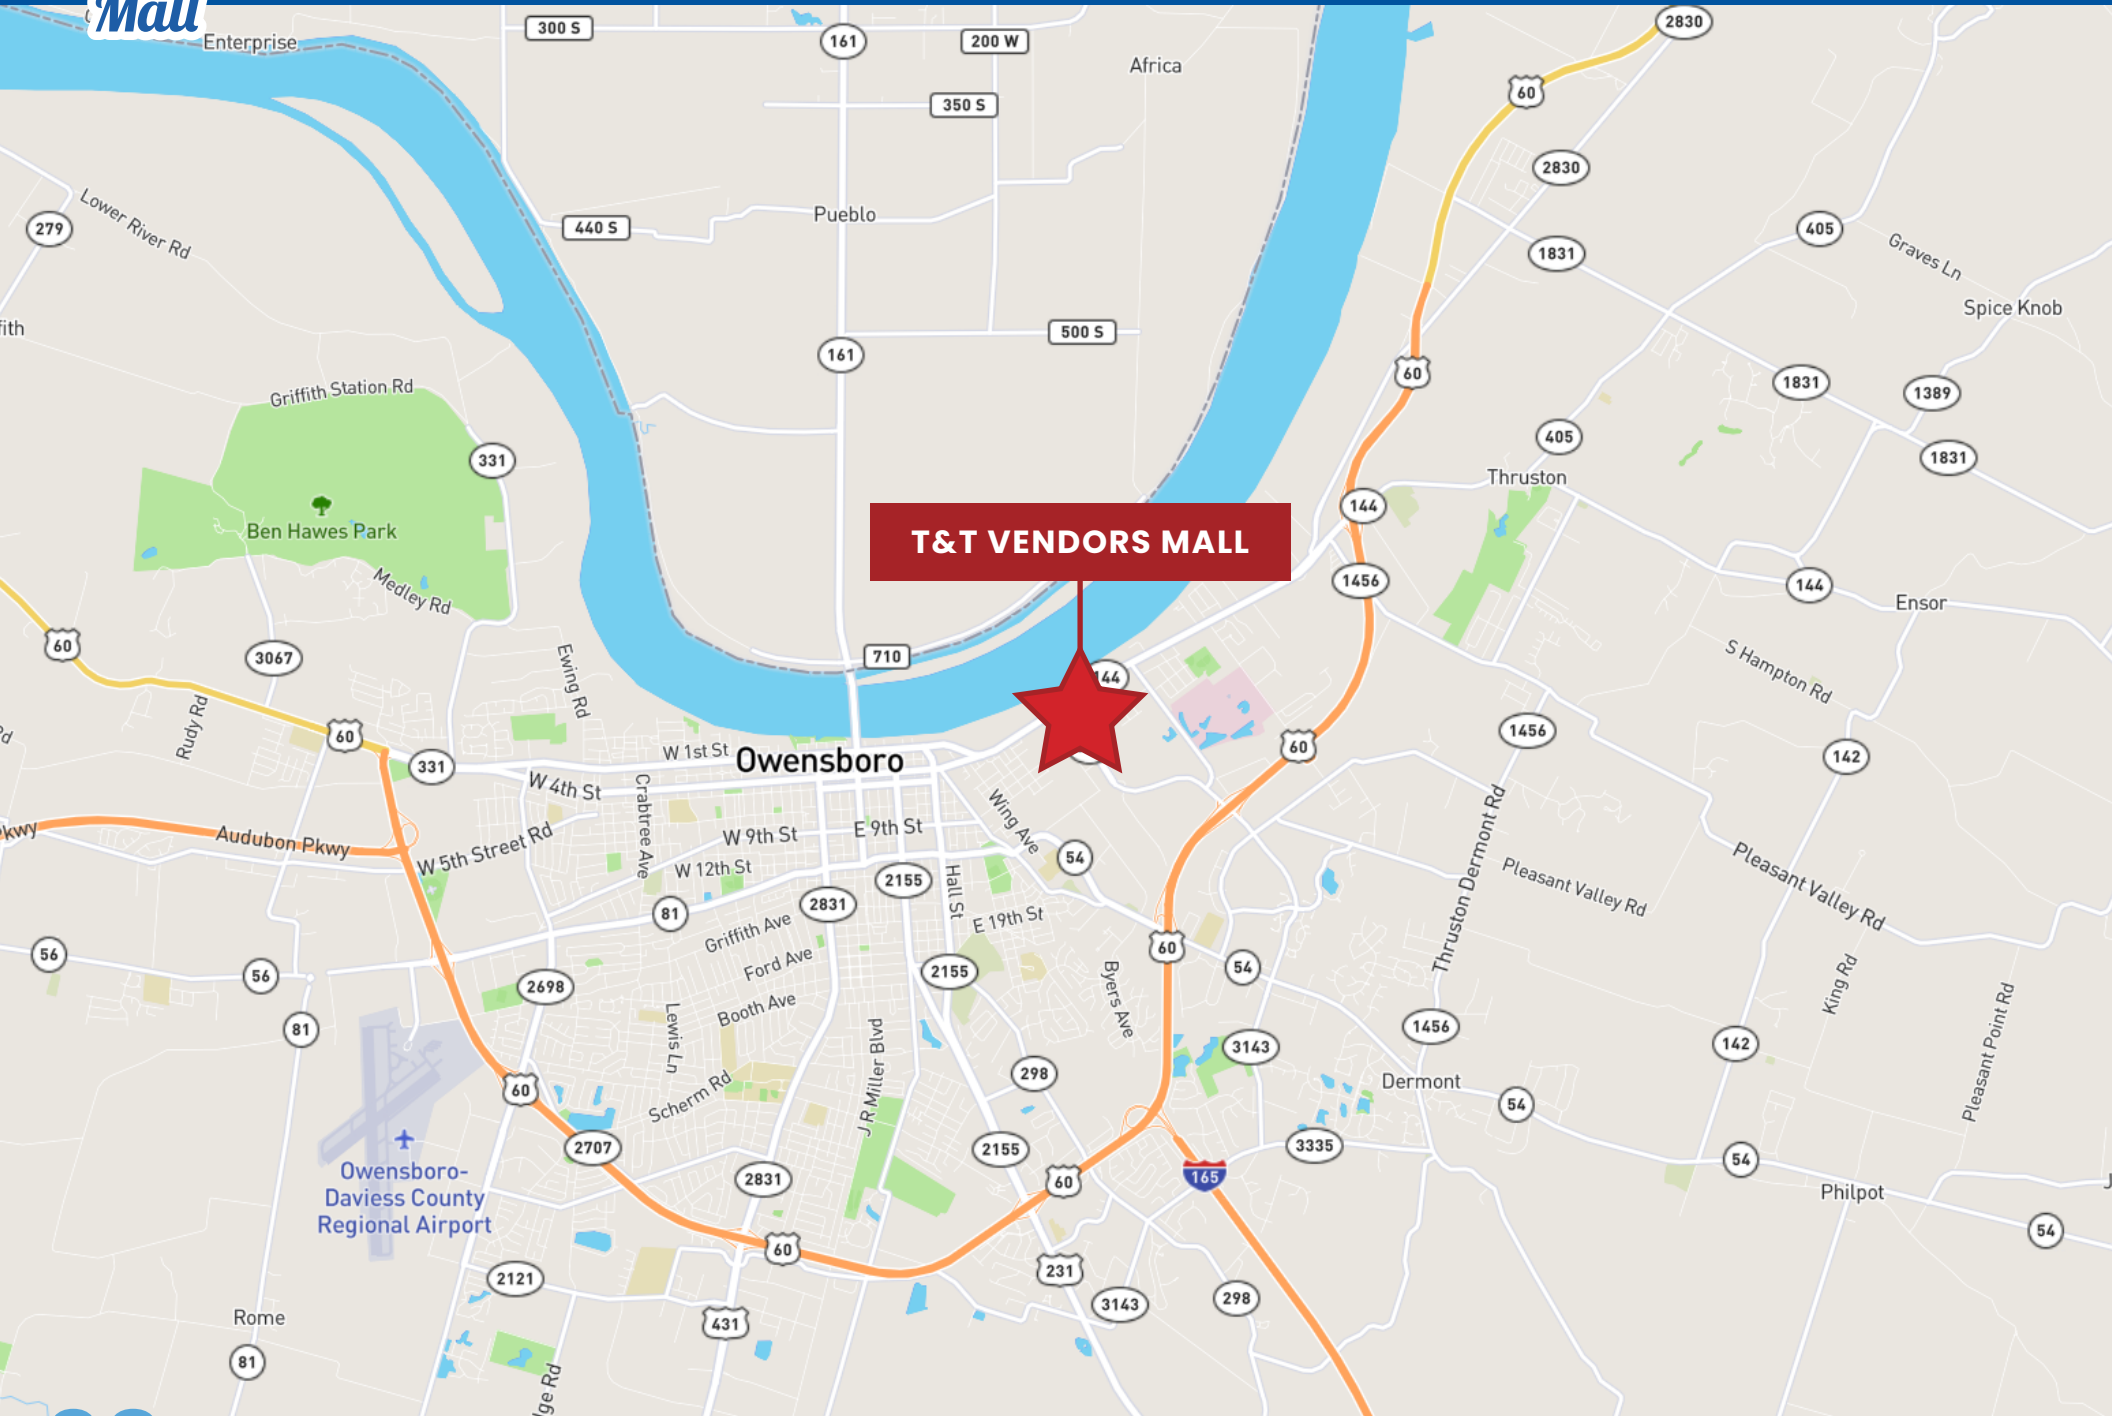 Mall
Enterprise
300 S
161
200 W
Africa
2830
60
350 S
2830
Lower River Rd
279
440 S
Pueblo
1831
405
Graves Ln
Spice Knob
161
500 S
60
1831
1389
Griffith Station Rd
331
405
1831
Thruston
144
Ben Hawes Park
T&T VENDORS MALL
1456
144
Medley Rd
Ensor
60
3067
Ewing Rd
710
144
S Hampton Rd
Rudy Rd
60
331
W 1st St
Owensboro
60
1456
142
W 4th St
Crabtree Ave
Wing Ave
Audubon Pkwy
W 5th Street Rd
W 9th St
E 9th St
W 12th St
54
2155
Hall St
Thruston Dermont Rd
Pleasant Valley Rd
Pleasant Valley Rd
81
2831
Griffith Ave
E 19th St
56
56
Ford Ave
2155
60
54
2698
Booth Ave
Byers Ave
King Rd
81
Lewis Ln
J R Miller Blvd
1456
142
Pleasant Point Rd
3143
298
Dermont
60
Scherm Rd
54
2707
2155
3335
54
Owensboro-
Daviess County
Regional Airport
2831
60
165
Philpot
54
60
231
2121
3143
298
Rome
431
81